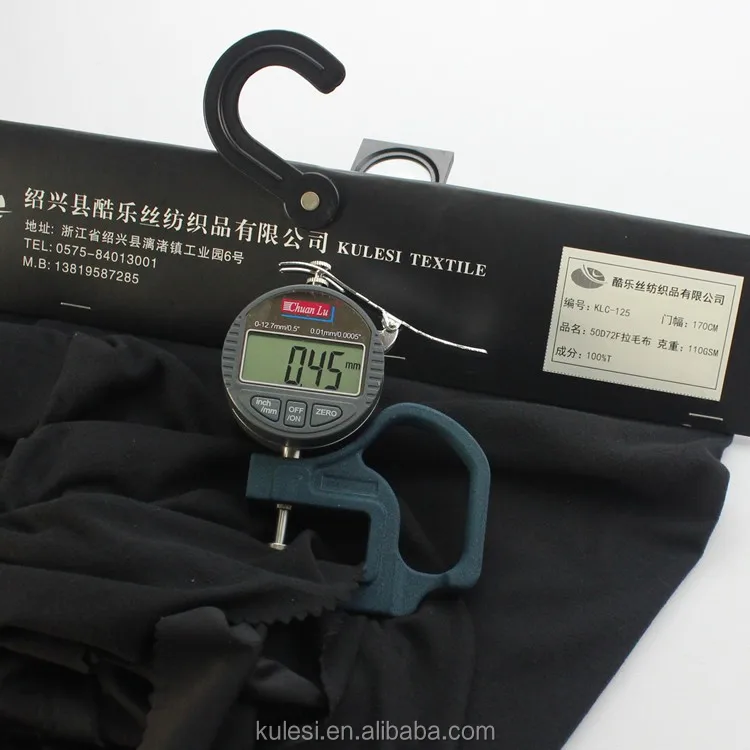 绍兴县酷乐丝纺织品有限公司 KULESI TEXTILE
地址: 浙江省绍兴县漓渚镇工业园6号
TEL: 0575-84013001
M.B: 13819587285
酷乐丝纺织品有限公司
编号: KLC-125 门幅: 170CM
品名: 50D72F拉毛布 克重: 110GSM
成分: 100%T
Chuan Lu
0-12.7mm/0.5" 0.01mm/0.0005"
0.45 mm
inch/mm OFF/ON ZERO
kulesi.en.alibaba.com